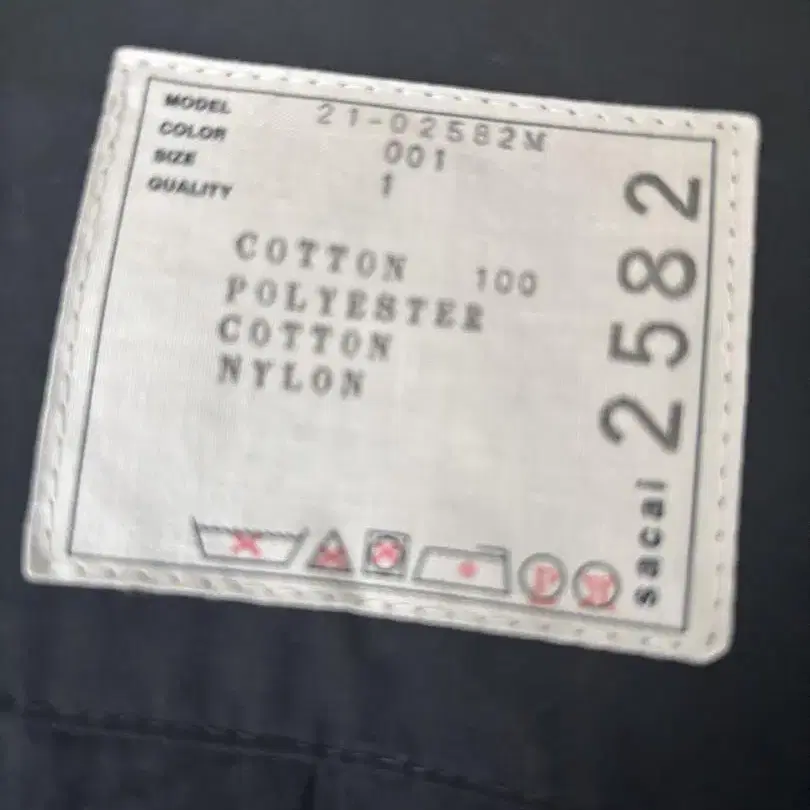 MODEL 21-02582M
COLOR 001
SIZE 1
QUALITY
COTTON 100
POLYESTER
COTTON
NYLON
sacai 2582